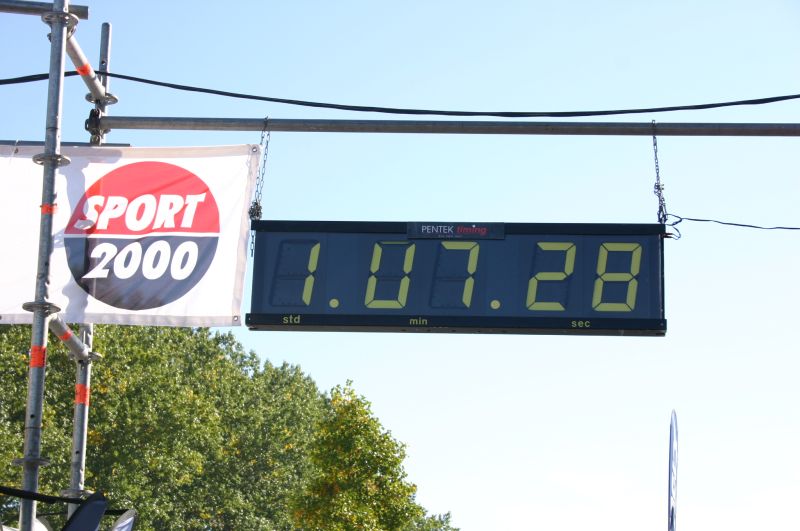 SPORT
2000
PENTEK timing
1.07.28
std min sec